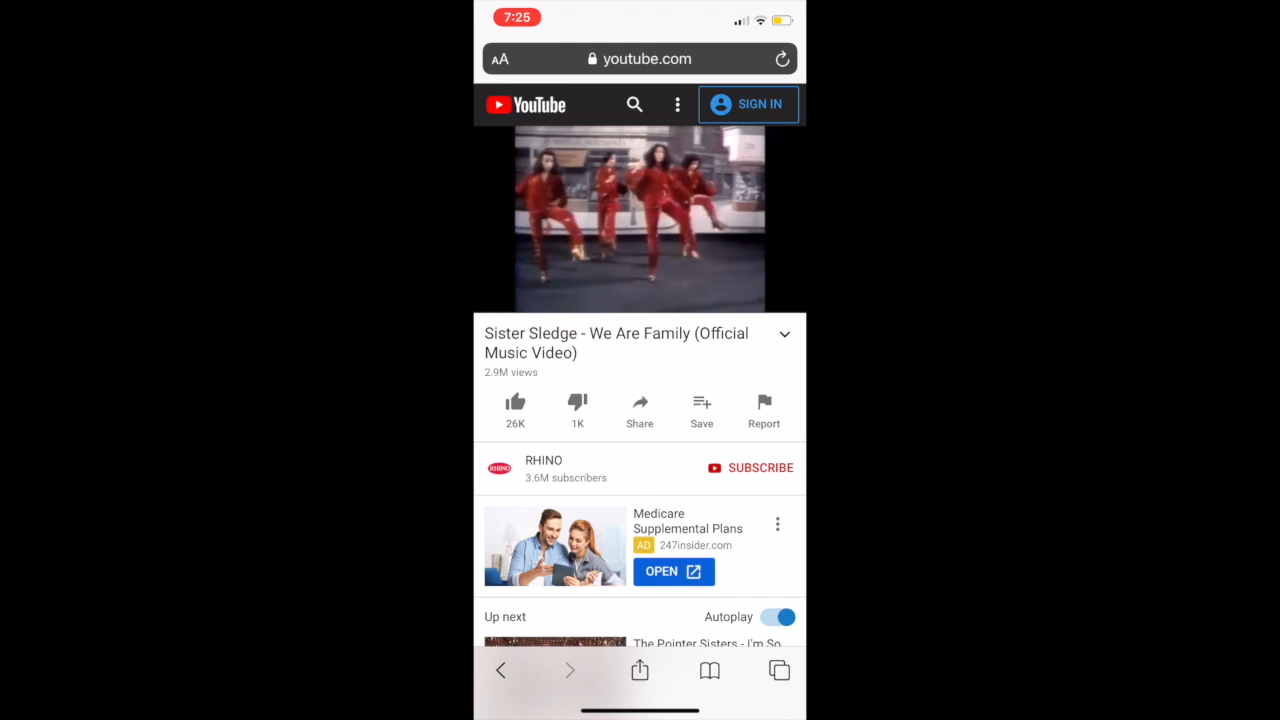 7:25
AA youtube.com
YouTube SIGN IN
Sister Sledge - We Are Family (Official
Music Video)
2.9M views
26K 1K Share Save Report
RHINO
RHINO
3.6M subscribers
SUBSCRIBE
Medicare
Supplemental Plans
AD 247insider.com
OPEN
Up next Autoplay
The Pointer Sisters - I'm So